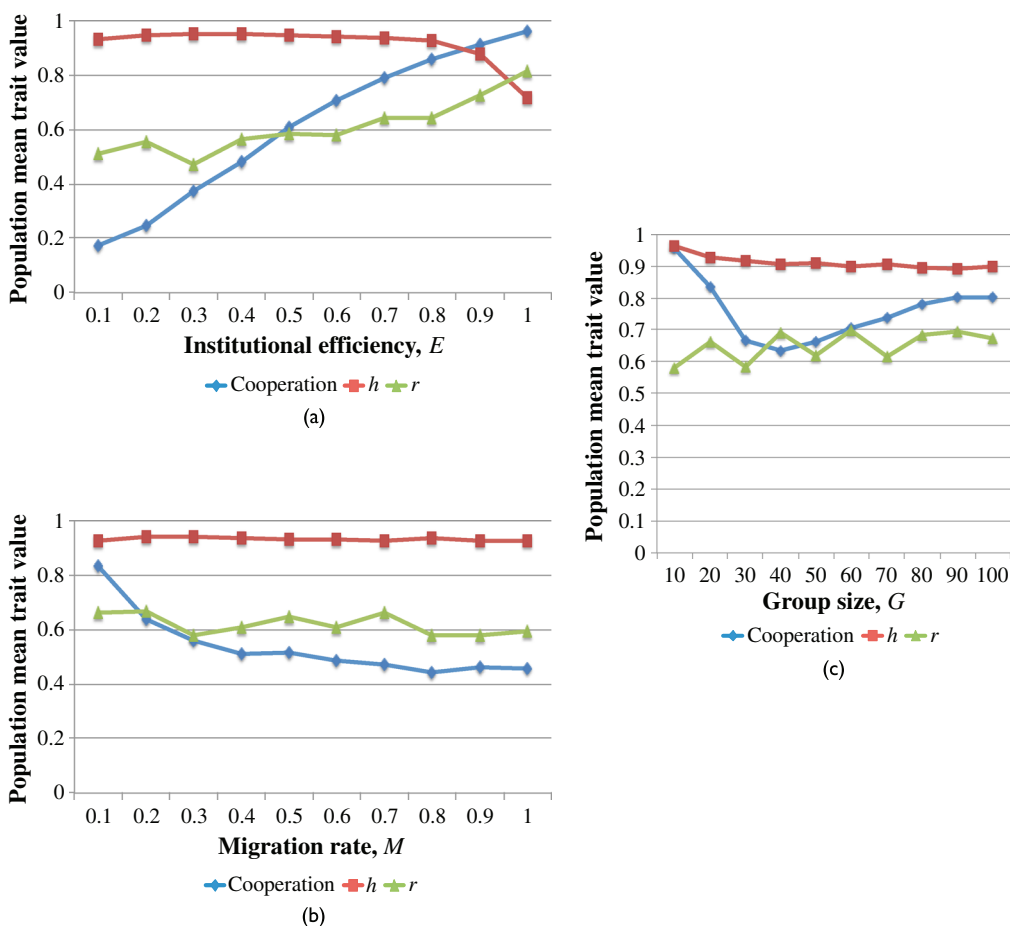 Population mean trait value
1
0.8
0.6
0.4
0.2
0
0.1 0.2 0.3 0.4 0.5 0.6 0.7 0.8 0.9 1
Institutional efficiency, E
Cooperation h r
(a)
Population mean trait value
1
0.8
0.6
0.4
0.2
0
0.1 0.2 0.3 0.4 0.5 0.6 0.7 0.8 0.9 1
Migration rate, M
Cooperation h r
(b)
Population mean trait value
1
0.9
0.8
0.7
0.6
0.5
0.4
0.3
0.2
0.1
0
10 20 30 40 50 60 70 80 90 100
Group size, G
Cooperation h r
(c)